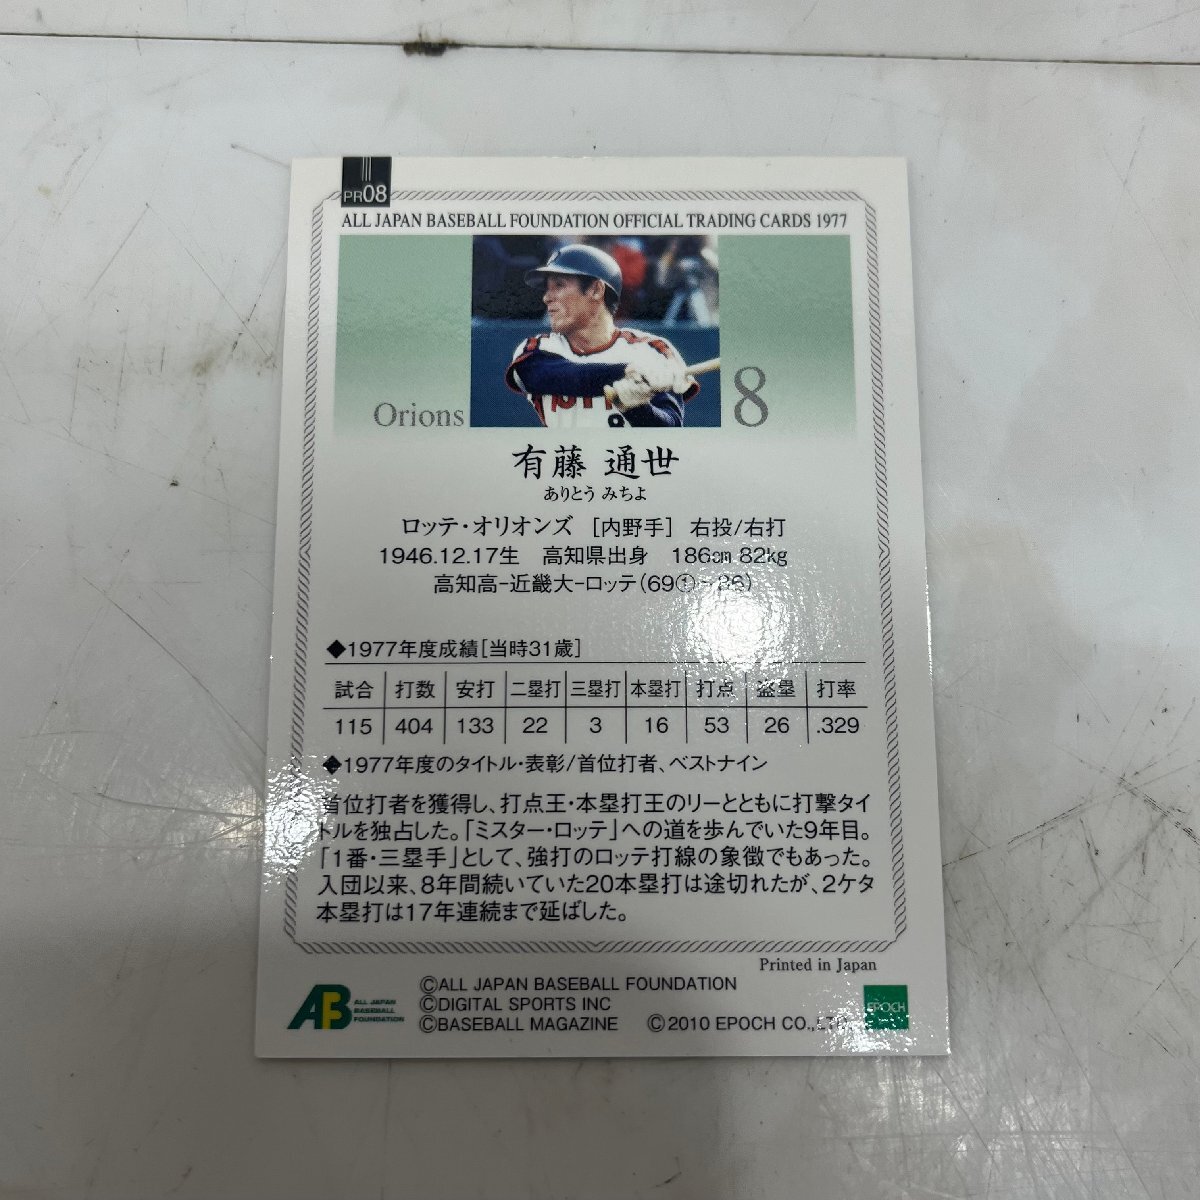 PR08
ALL JAPAN BASEBALL FOUNDATION OFFICIAL TRADING CARDS 1977
Orions
8
有藤 通世
ありとう みちよ
ロッテ・オリオンズ [内野手] 右投/右打
1946.12.17生 高知県出身 186cm 82kg
高知高-近畿大-ロッテ(69①-86)
◆1977年度成績[当時31歳]
試合 打数 安打 二塁打 三塁打 本塁打 打点 盗塁 打率
115 404 133 22 3 16 53 26 .329
◆1977年度のタイトル・表彰/首位打者、ベストナイン
首位打者を獲得し、打点王・本塁打王のリーとともに打撃タイ
トルを独占した。「ミスター・ロッテ」への道を歩んでいた9年目。
「1番・三塁手」として、強打のロッテ打線の象徴でもあった。
入団以来、8年間続いていた20本塁打は途切れたが、2ケタ
本塁打は17年連続まで延ばした。
Printed in Japan
AB ALL JAPAN
BASEBALL
FOUNDATION
©ALL JAPAN BASEBALL FOUNDATION
©DIGITAL SPORTS INC
©BASEBALL MAGAZINE ©2010 EPOCH CO.,LTD.
EPOCH